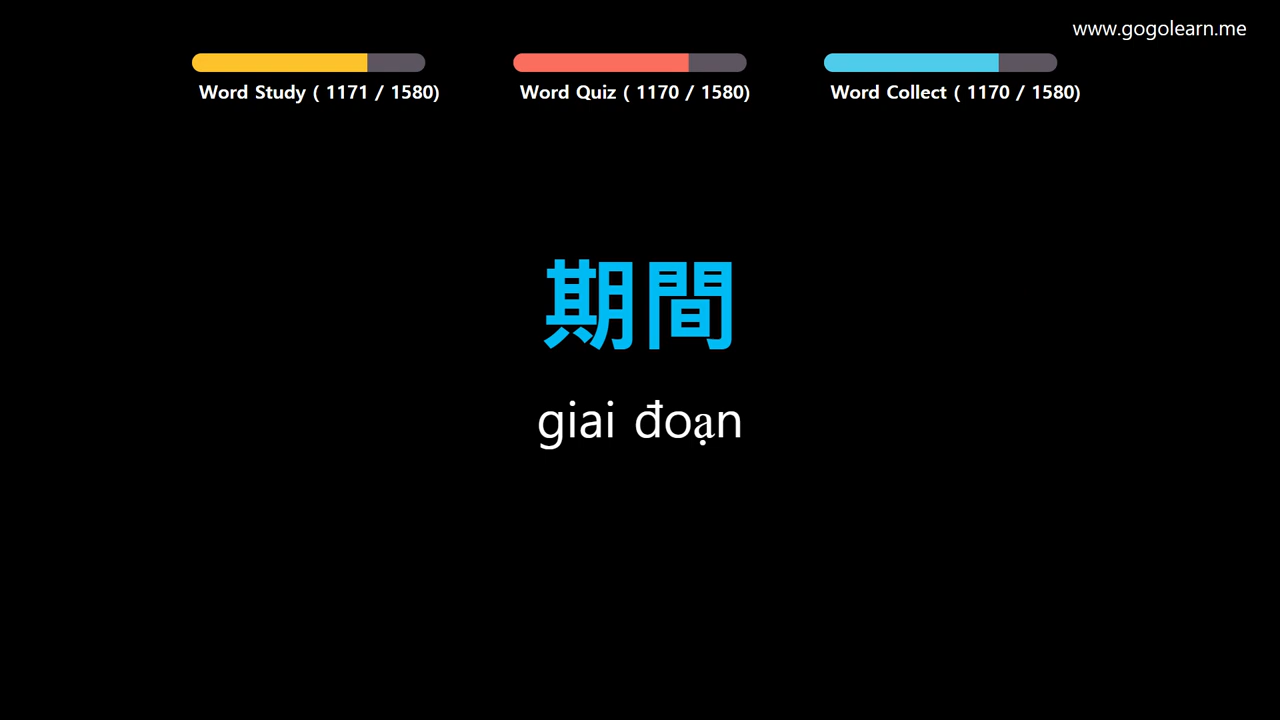 www.gogolearn.me
Word Study ( 1171 / 1580)
Word Quiz ( 1170 / 1580)
Word Collect ( 1170 / 1580)
期間
giai đoạn